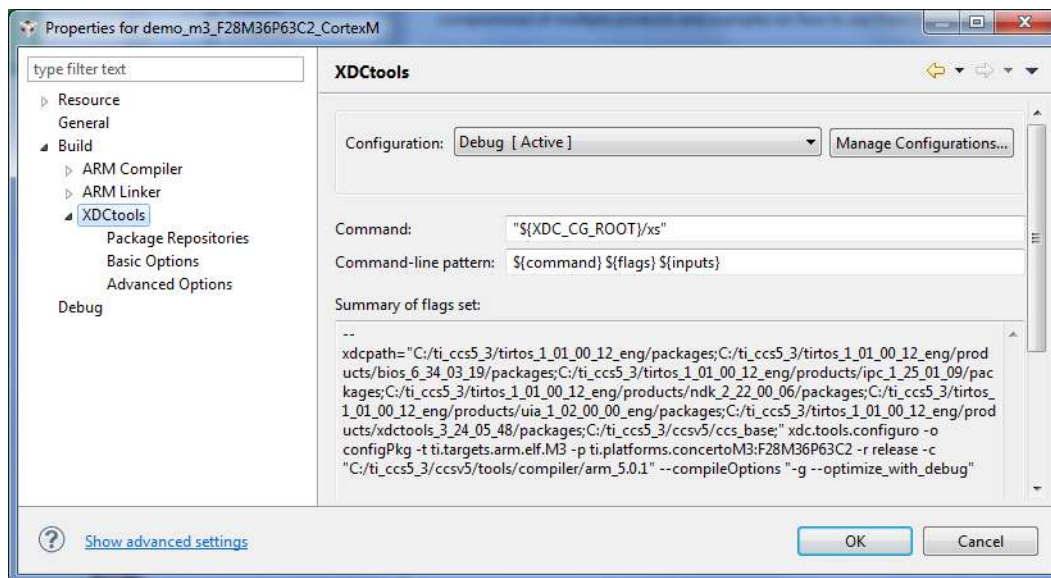 Properties for demo_m3_F28M36P63C2_CortexM
type filter text
Resource
General
Build
ARM Compiler
ARM Linker
XDCtools
Package Repositories
Basic Options
Advanced Options
Debug
XDCtools
Configuration: Debug [ Active ] Manage Configurations...
Command: "${XDC_CG_ROOT}/xs"
Command-line pattern: ${command} ${flags} ${inputs}
Summary of flags set:
--
xdcpath="C:/ti_ccs5_3/tirtos_1_01_00_12_eng/packages;C:/ti_ccs5_3/tirtos_1_01_00_12_eng/prod
ucts/bios_6_34_03_19/packages;C:/ti_ccs5_3/tirtos_1_01_00_12_eng/products/ipc_1_25_01_09/pac
kages;C:/ti_ccs5_3/tirtos_1_01_00_12_eng/products/ndk_2_22_00_06/packages;C:/ti_ccs5_3/tirtos_
1_01_00_12_eng/products/uia_1_02_00_00_eng/packages;C:/ti_ccs5_3/tirtos_1_01_00_12_eng/prod
ucts/xdctools_3_24_05_48/packages;C:/ti_ccs5_3/ccsv5/ccs_base;" xdc.tools.configuro -o
configPkg -t ti.targets.arm.elf.M3 -p ti.platforms.concertoM3:F28M36P63C2 -r release -c
"C:/ti_ccs5_3/ccsv5/tools/compiler/arm_5.0.1" --compileOptions "-g --optimize_with_debug"
Show advanced settings
OK
Cancel